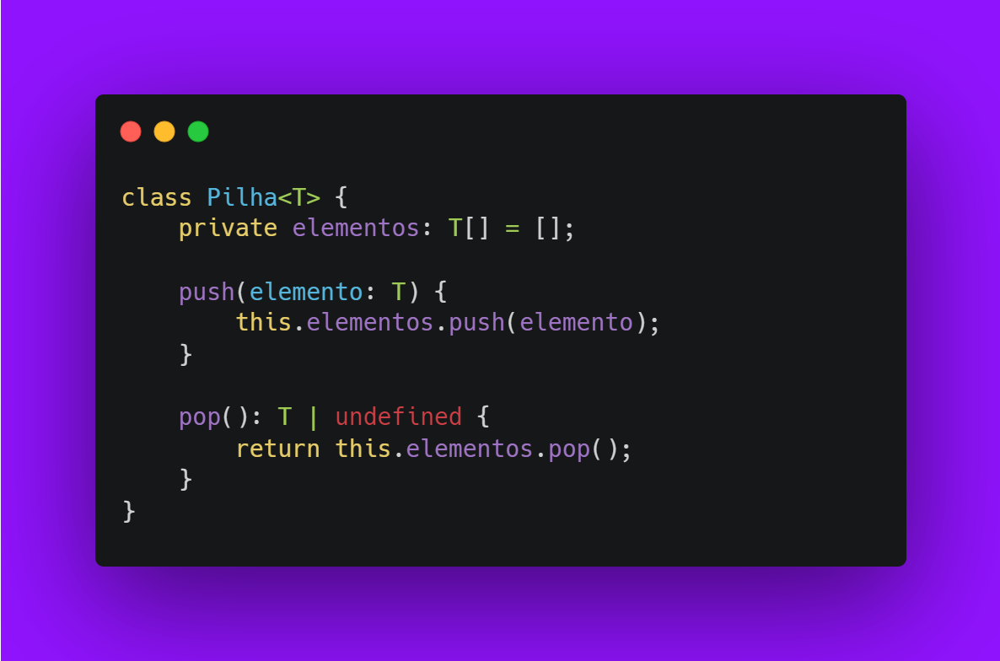 class Pilha<T> {
    private elementos: T[] = [];

    push(elemento: T) {
        this.elementos.push(elemento);
    }

    pop(): T | undefined {
        return this.elementos.pop();
    }
}